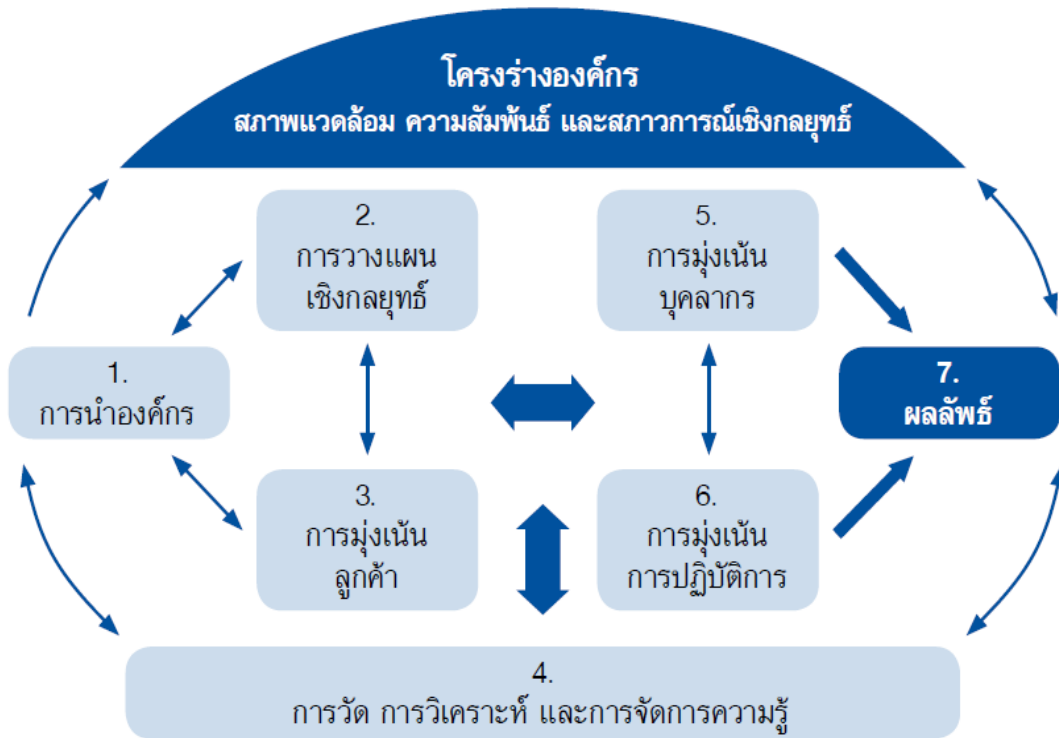 โครงร่างองค์กร
สภาพแวดล้อม ความสัมพันธ์ และสภาวการณ์เชิงกลยุทธ์
2.
การวางแผน
เชิงกลยุทธ์
5.
การมุ่งเน้น
บุคลากร
1.
การนำองค์กร
7.
ผลลัพธ์
3.
การมุ่งเน้น
ลูกค้า
6.
การมุ่งเน้น
การปฏิบัติการ
4.
การวัด การวิเคราะห์ และการจัดการความรู้